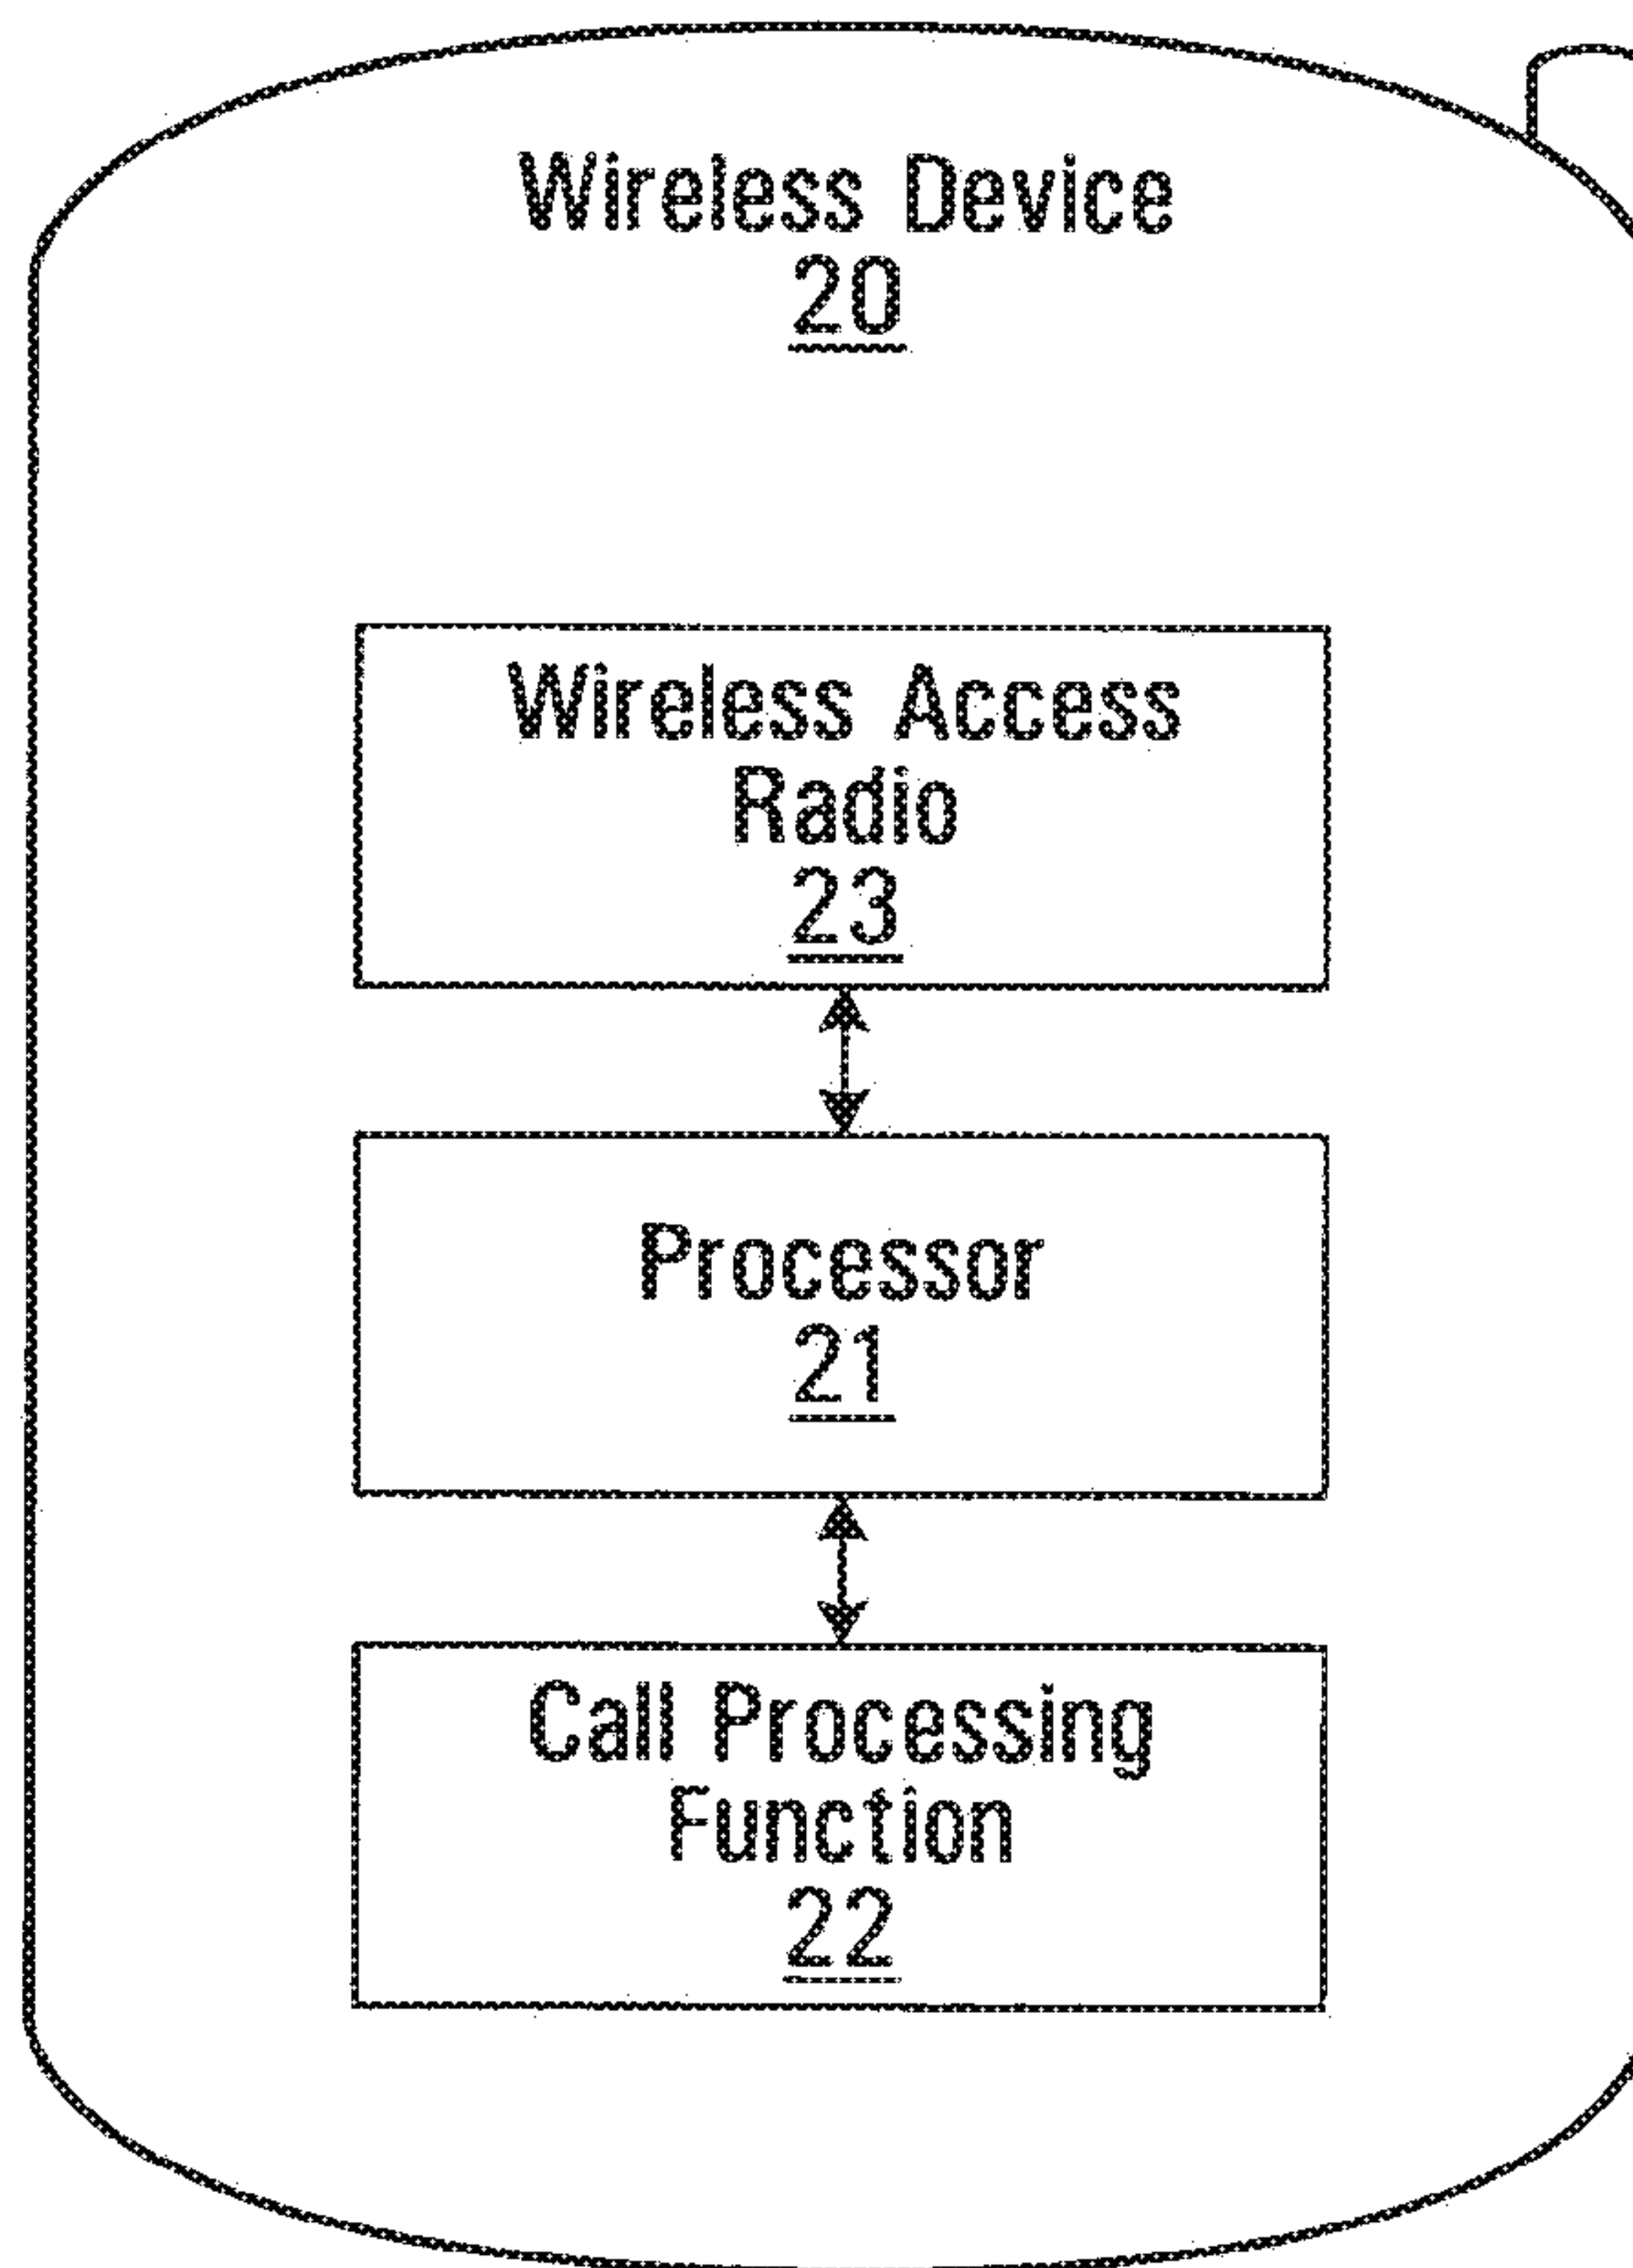 Wireless Device
20
Wireless Access
Radio
23
Processor
21
Call Processing
Function
22